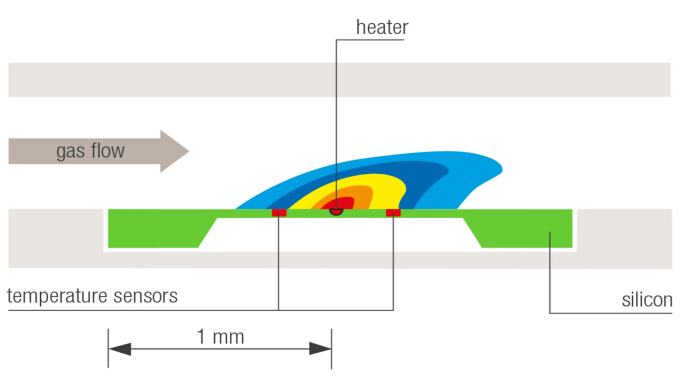 heater
gas flow
temperature sensors
silicon
1 mm